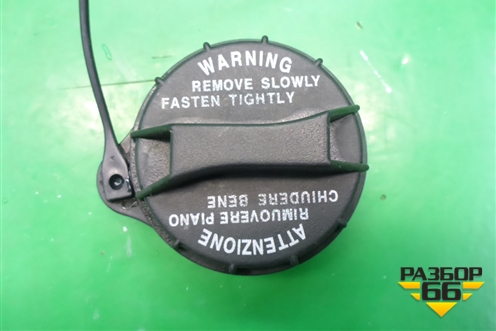 WARNING
REMOVE SLOWLY
FASTEN TIGHTLY
ATTENZIONE
RIMUOVERE PIANO
CHIUDERE BENE
РАЗБОР
66